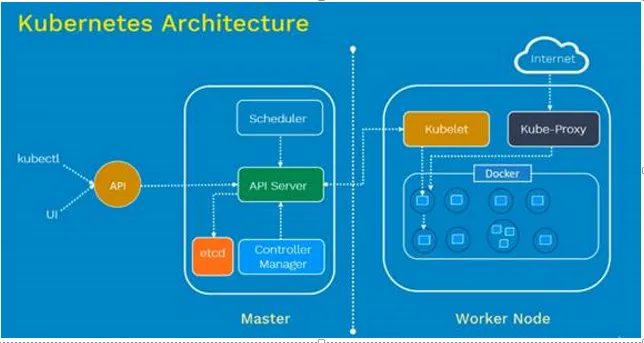 Kubernetes Architecture
Internet
Scheduler
Kubelet
Kube-Proxy
kubectl
API
API Server
Docker
UI
etcd
Controller
Manager
Master
Worker Node